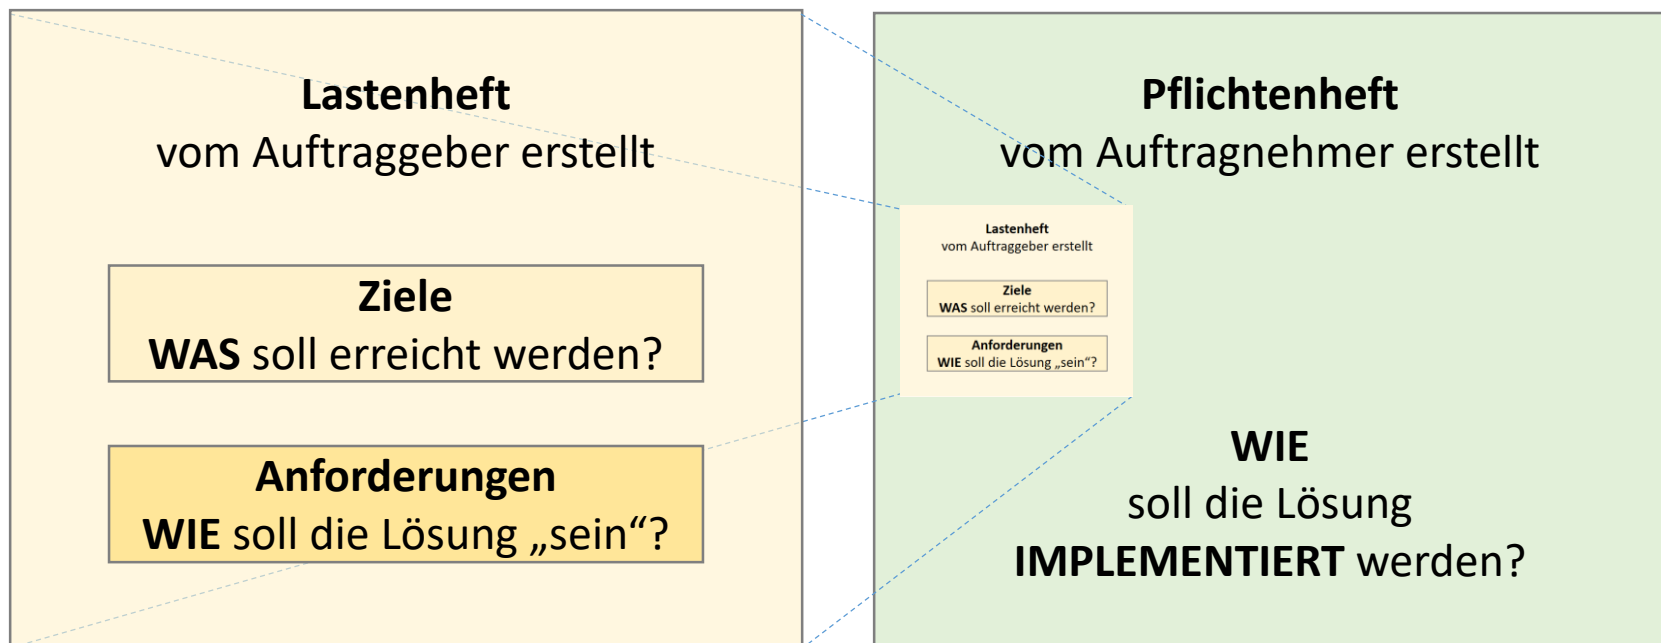 Lastenheft
vom Auftraggeber erstellt
Ziele
WAS soll erreicht werden?
Anforderungen
WIE soll die Lösung „sein“?
Pflichtenheft
vom Auftragnehmer erstellt
Lastenheft
vom Auftraggeber erstellt
Ziele
WAS soll erreicht werden?
Anforderungen
WIE soll die Lösung „sein“?
WIE
soll die Lösung
IMPLEMENTIERT werden?